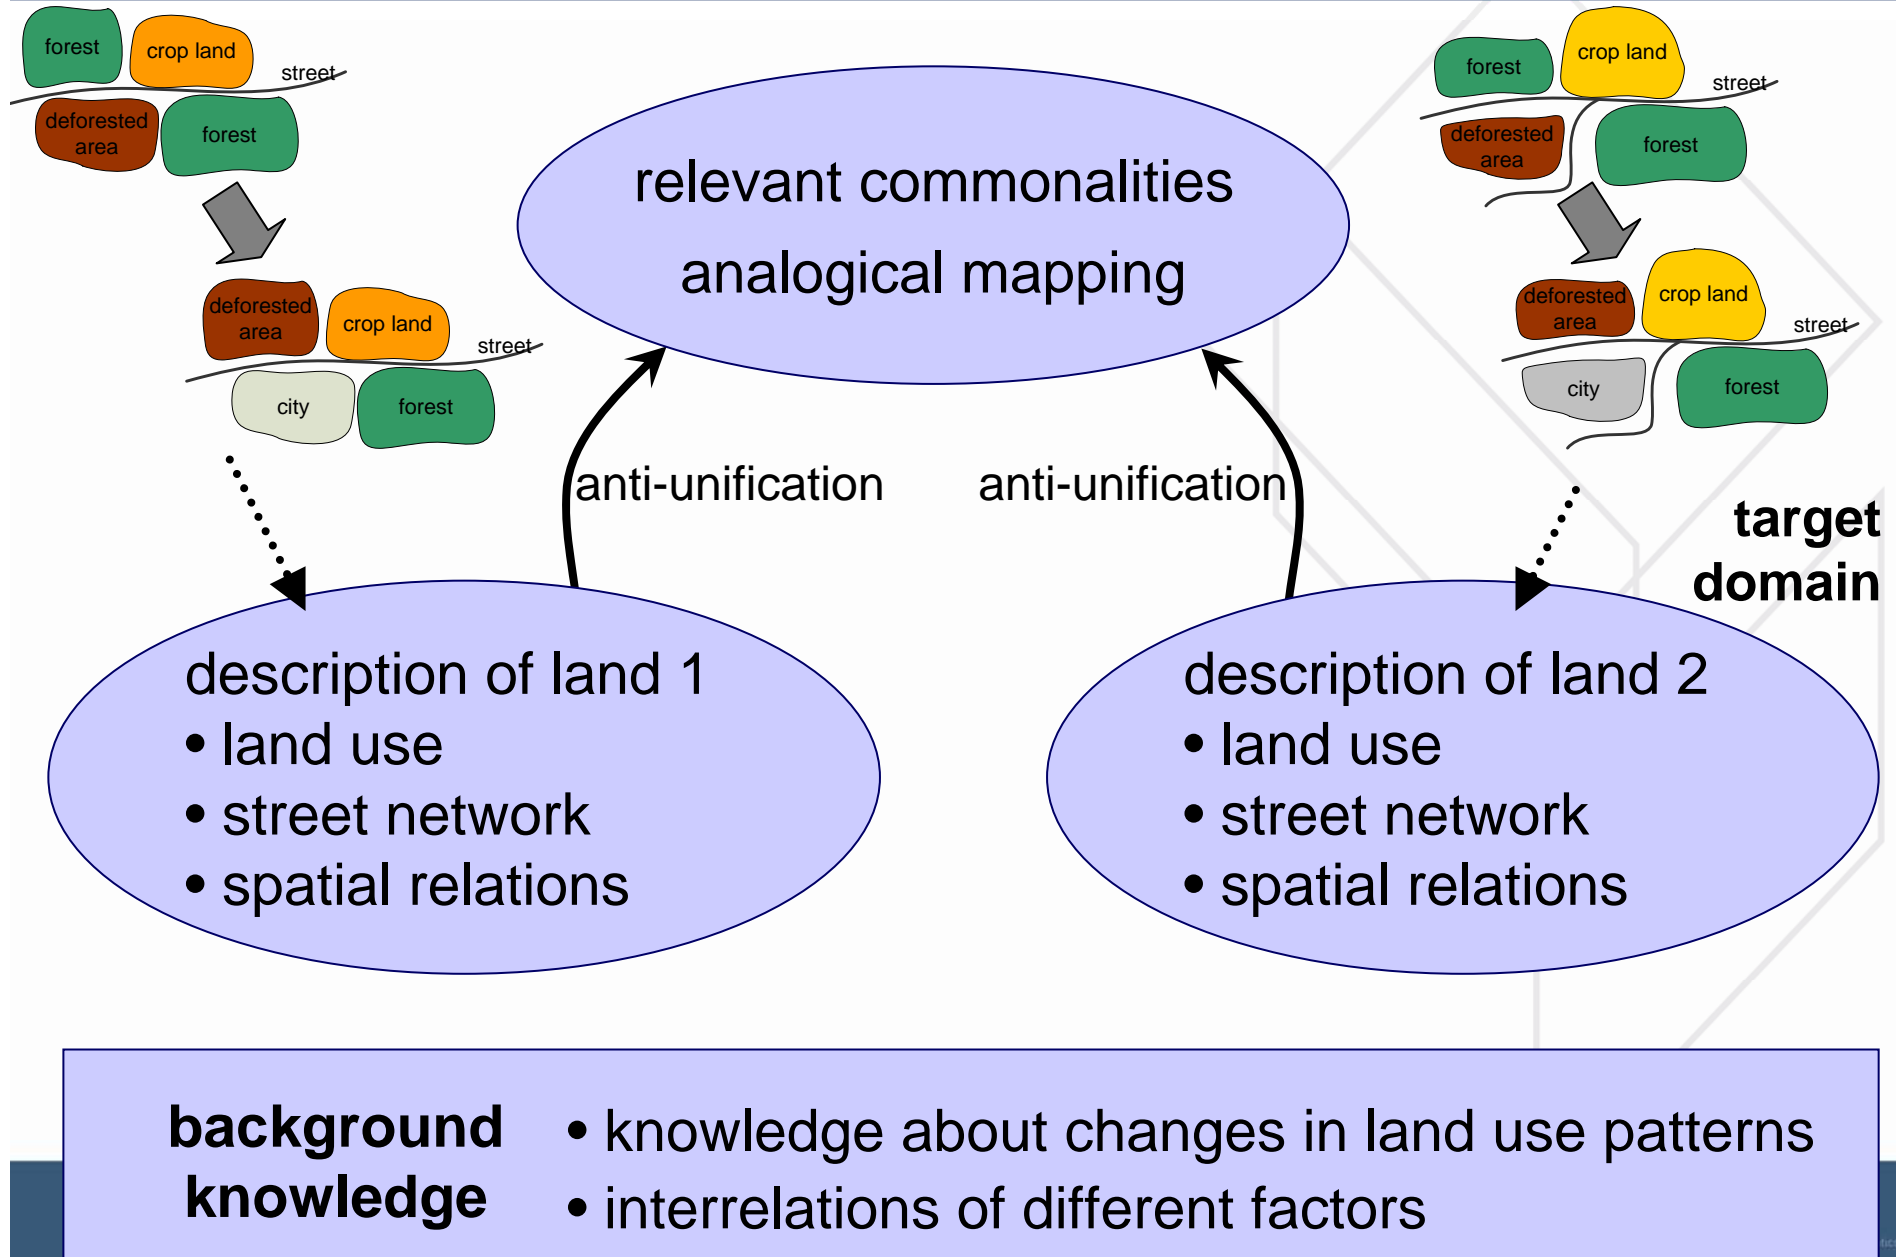 forest
crop land
street
deforested
area
forest
deforested
area
crop land
street
city
forest
forest
crop land
street
deforested
area
forest
deforested
area
crop land
street
city
forest
relevant commonalities
analogical mapping
anti-unification
anti-unification
target
domain
description of land 1
• land use
• street network
• spatial relations
description of land 2
• land use
• street network
• spatial relations
background
knowledge
• knowledge about changes in land use patterns
• interrelations of different factors